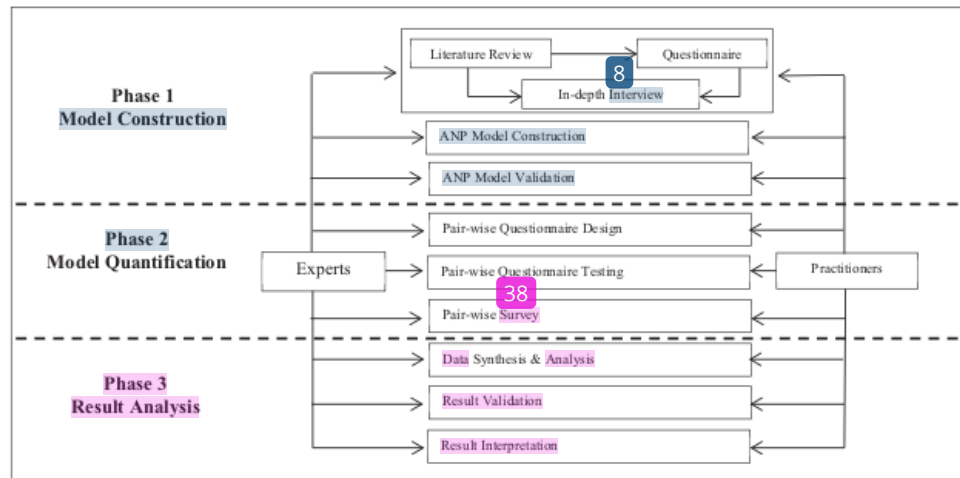 Literature Review
Questionnaire
8
In-depth Interview
Phase 1
Model Construction
ANP Model Construction
ANP Model Validation
Phase 2
Model Quantification
Pair-wise Questionnaire Design
Experts
Pair-wise Questionnaire Testing
Practitioners
38
Pair-wise Survey
Phase 3
Result Analysis
Data Synthesis & Analysis
Result Validation
Result Interpretation